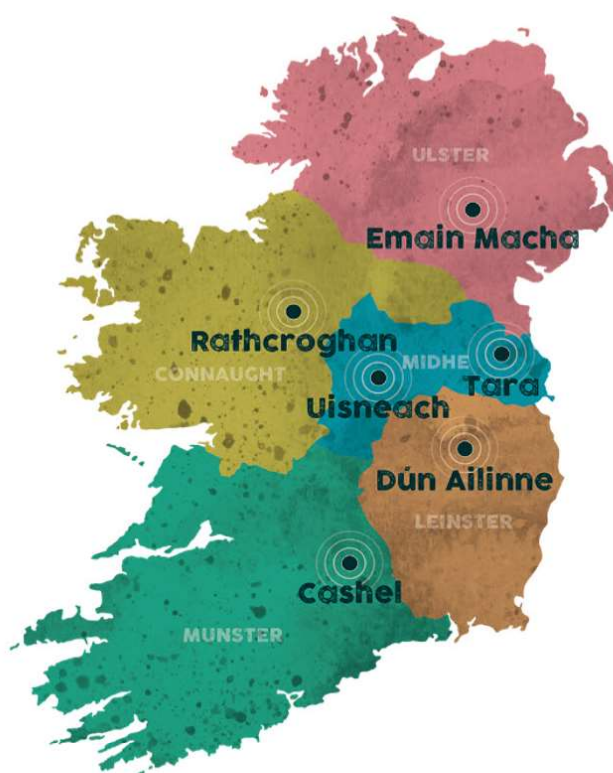 ULSTER
Emain Macha
Rathcroghan
MIDHE
CONNAUGHT
Tara
Uisneach
Dún Ailinne
LEINSTER
Cashel
MUNSTER